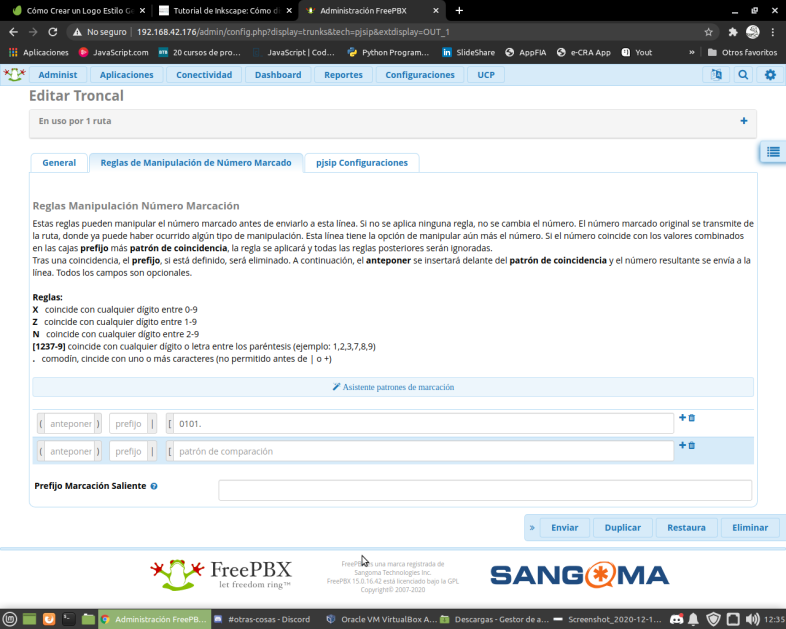 Cómo Crear un Logo Estilo G
Tutorial de Inkscape: Cómo d
Administración FreePBX
No seguro | 192.168.42.176/admin/config.php?display=trunks&tech=pjsip&extdisplay=OUT_1
Aplicaciones JavaScript.com 20 cursos de pro... JavaScript | Cod... Python Program... SlideShare AppFIA e-CRA App Yout » Otros favoritos
Administ Aplicaciones Conectividad Dashboard Reportes Configuraciones UCP
Editar Troncal
En uso por 1 ruta
General Reglas de Manipulación de Número Marcado pjsip Configuraciones
Reglas Manipulación Número Marcación
Estas reglas pueden manipular el número marcado antes de enviarlo a esta línea. Si no se aplica ninguna regla, no se cambia el número. El número marcado original se transmite de
la ruta, donde ya puede haber ocurrido algún tipo de manipulación. Esta línea tiene la opción de manipular aún más el número. Si el número coincide con los valores combinados
en las cajas prefijo más patrón de coincidencia, la regla se aplicará y todas las reglas posteriores serán ignoradas.
Tras una coincidencia, el prefijo, si está definido, será eliminado. A continuación, el anteponer se insertará delante del patrón de coincidencia y el número resultante se envía a la
línea. Todos los campos son opcionales.
Reglas:
X coincide con cualquier dígito entre 0-9
Z coincide con cualquier dígito entre 1-9
N coincide con cualquier dígito entre 2-9
[1237-9] coincide con cualquier dígito o letra entre los paréntesis (ejemplo: 1,2,3,7,8,9)
. comodín, cincide con uno o más caracteres (no permitido antes de | o +)
Asistente patrones de marcación
( anteponer ) prefijo | [ 0101.
( anteponer ) prefijo | [ patrón de comparación
Prefijo Marcación Saliente
» Enviar Duplicar Restaura Eliminar
FreePBX
let freedom ring™
FreePBX es una marca registrada de
Sangoma Technologies Inc.
FreePBX 15.0.16.42 está licenciado bajo la GPL
Copyright© 2007-2020
SANGOMA
Administración FreePB... #otras-cosas - Discord Oracle VM VirtualBox A... Descargas - Gestor de a... Screenshot_2020-12-1... 12:35